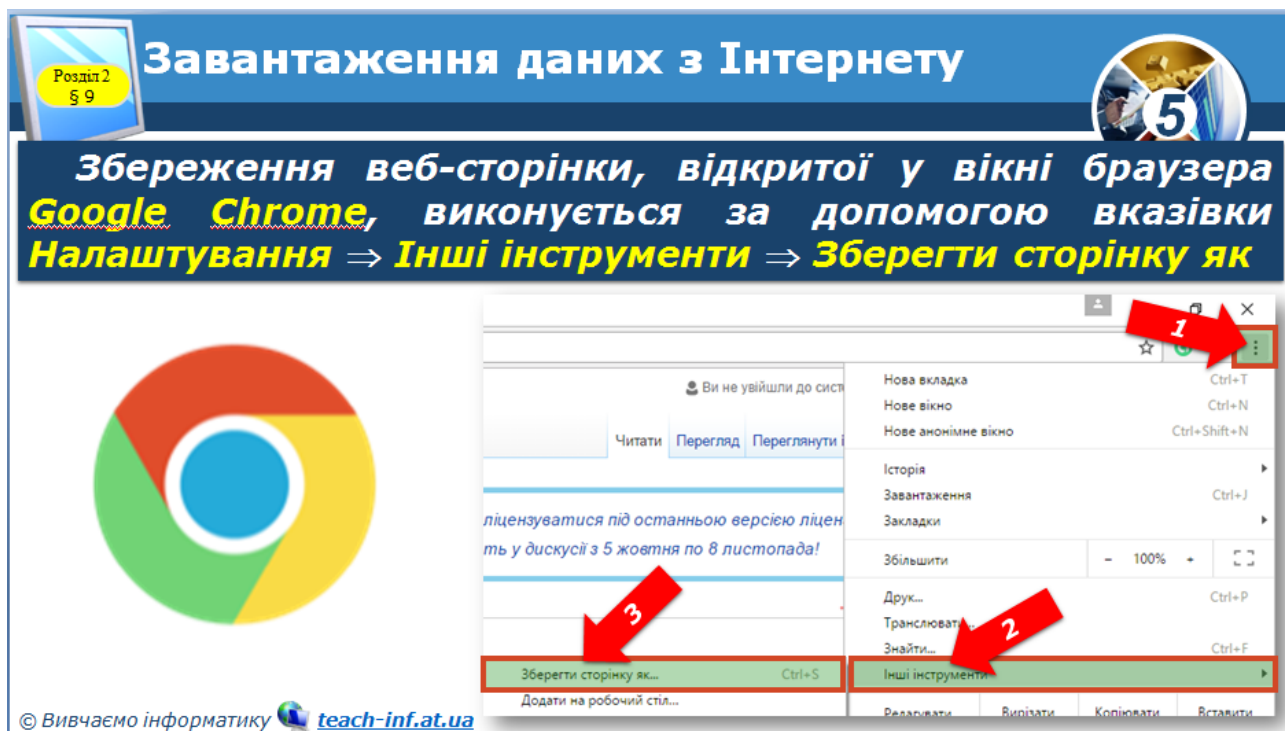 Розділ 2
§ 9
Завантаження даних з Інтернету
5
Збереження веб-сторінки, відкритої у вікні браузера
Google Chrome, виконується за допомогою вказівки
Налаштування ⇒ Інші інструменти ⇒ Зберегти сторінку як
1
Ви не увійшли до сист
Читати Перегляд Переглянути і
ліцензуватися під останньою версією ліцен
ть у дискусії з 5 жовтня по 8 листопада!
Нова вкладка Ctrl+T
Нове вікно Ctrl+N
Нове анонімне вікно Ctrl+Shift+N
Історія
Завантаження Ctrl+J
Закладки
Збільшити - 100% +
Друк... Ctrl+P
Транслювати...
Знайти... Ctrl+F
2
Інші інструменти
Редагувати Вирізати Копіювати Вставити
3
Зберегти сторінку як... Ctrl+S
Додати на робочий стіл...
© Вивчаємо інформатику teach-inf.at.ua